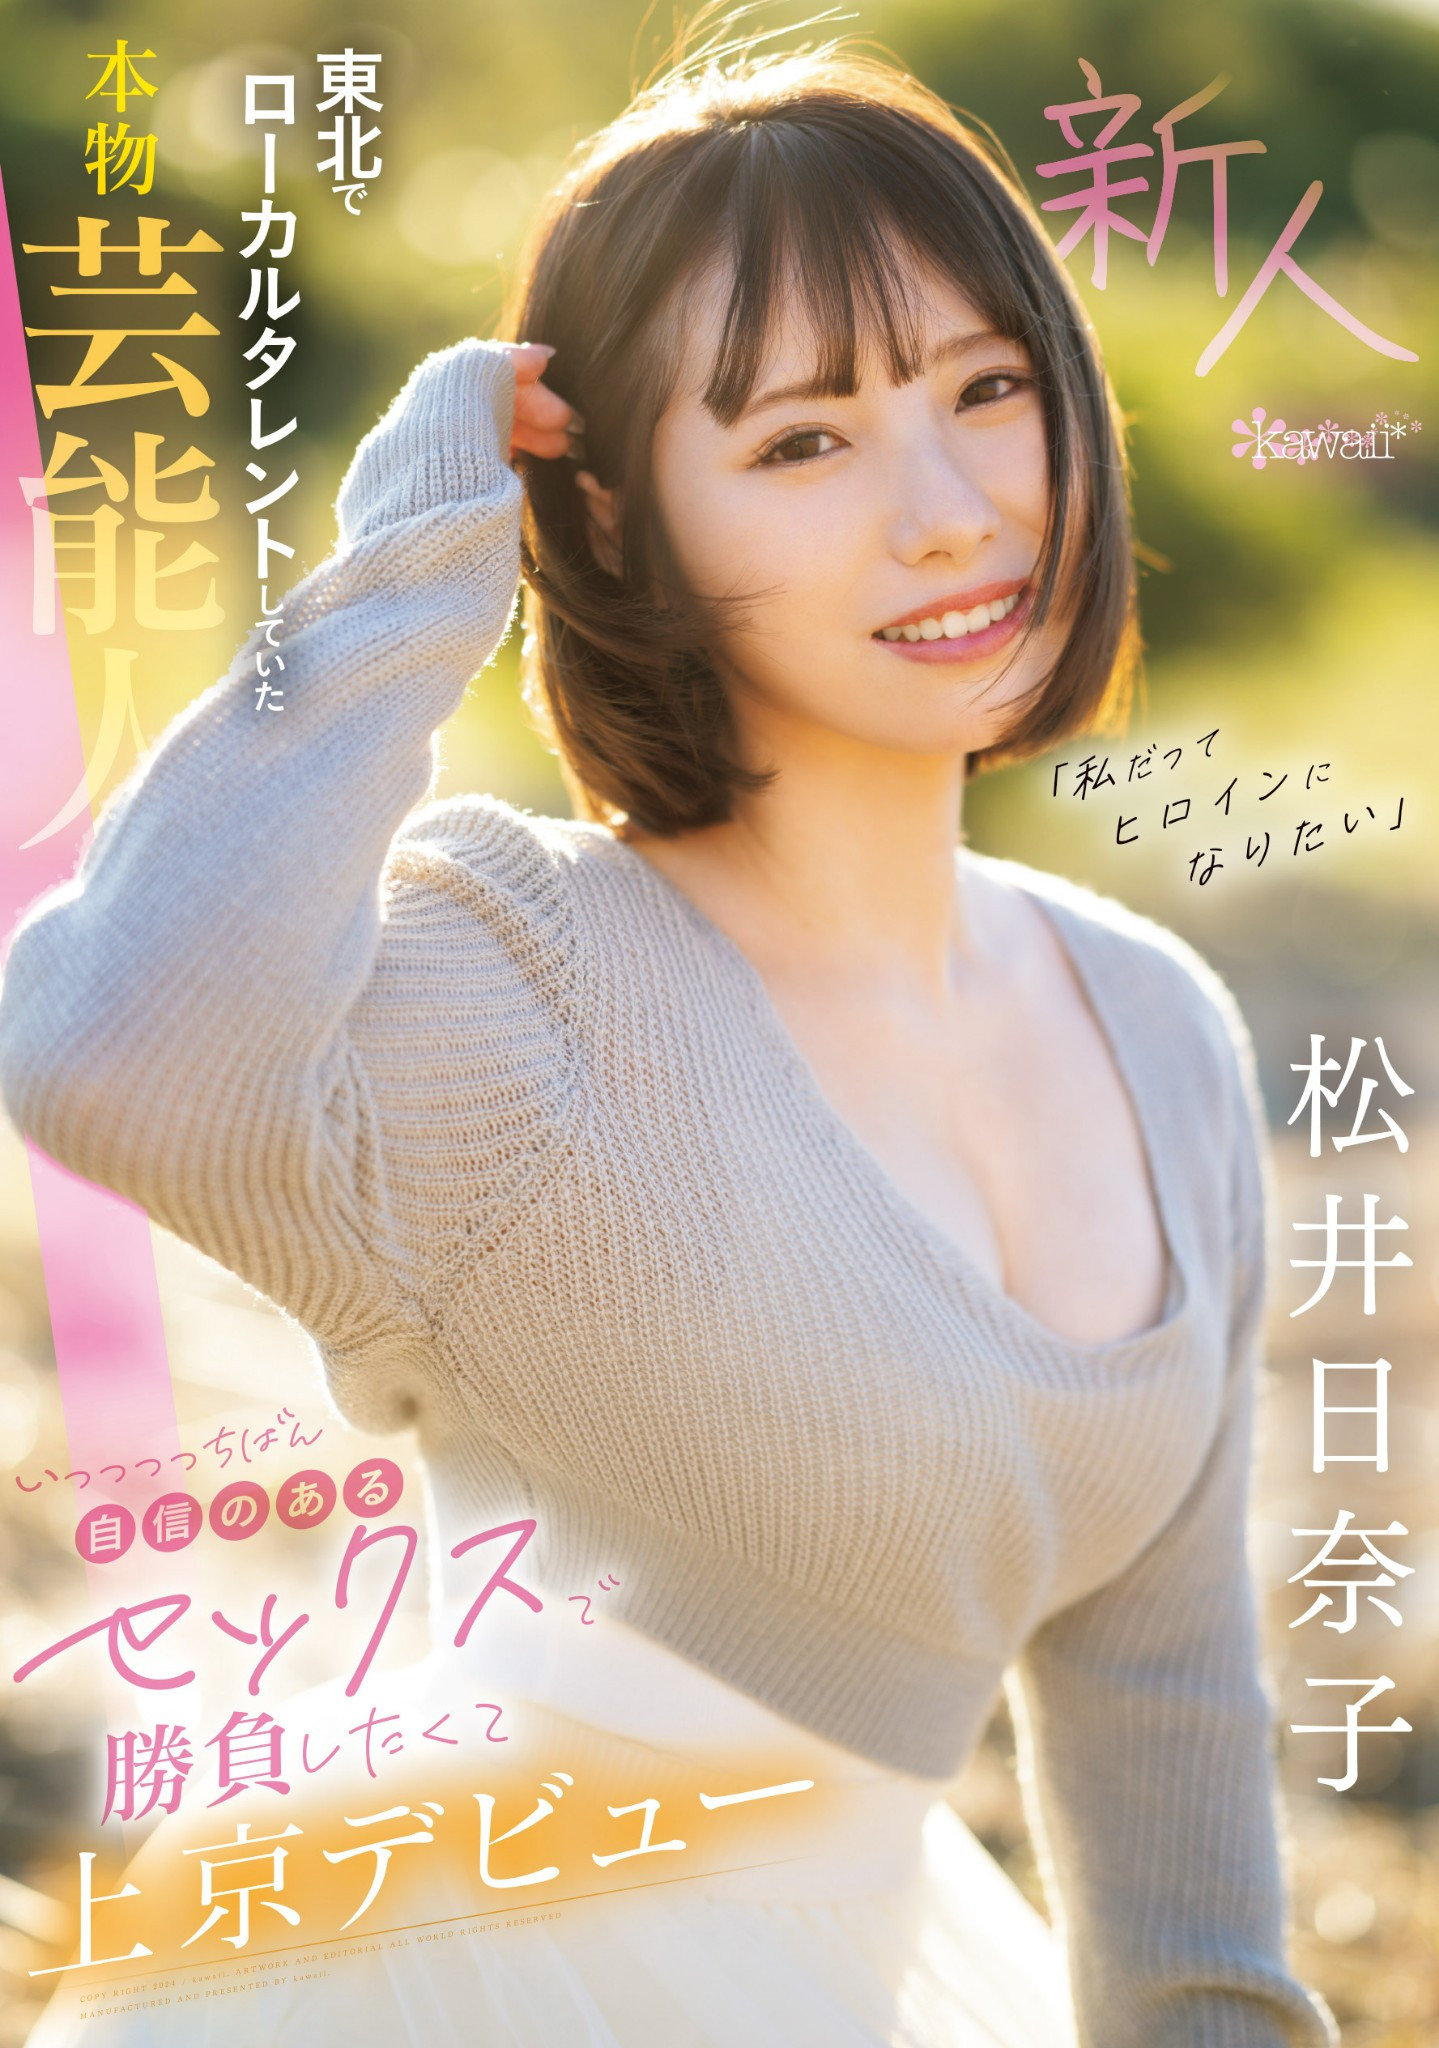 新人
kawaii*
東北で
ローカルタレントしていた
本物
芸能人
「私だって
ヒロインに
なりたい」
松井日奈子
いっっっっちばん
自信のある
セックスで
勝負したくて
上京デビュー
COPY RIGHT 2024 / kawaii. ARTWORK AND EDITORIAL ALL WORLD RIGHTS RESERVED
MANUFACTURED AND PRESENTED BY kawaii.